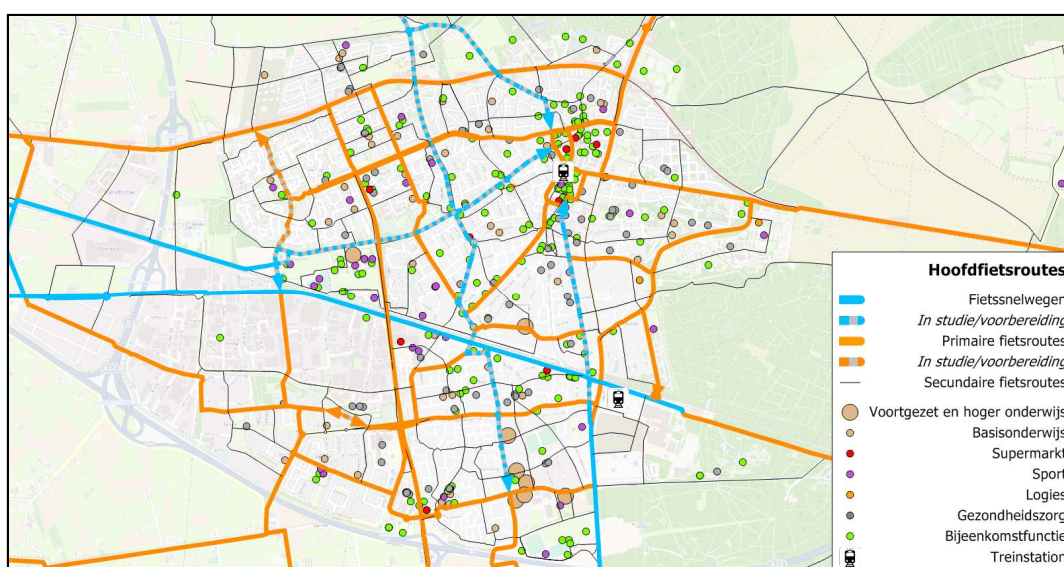 Hoofdfietsroutes
Fietssnelwegen
In studie/voorbereiding
Primaire fietsroutes
In studie/voorbereiding
Secundaire fietsroutes
Voortgezet en hoger onderwijs
Basisonderwijs
Supermarkt
Sport
Logies
Gezondheidszorg
Bijeenkomstfunctie
Treinstation